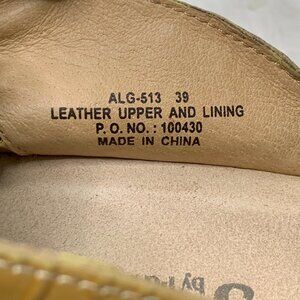 ALG-513 39
LEATHER UPPER AND LINING
P.O. NO.: 100430
MADE IN CHINA